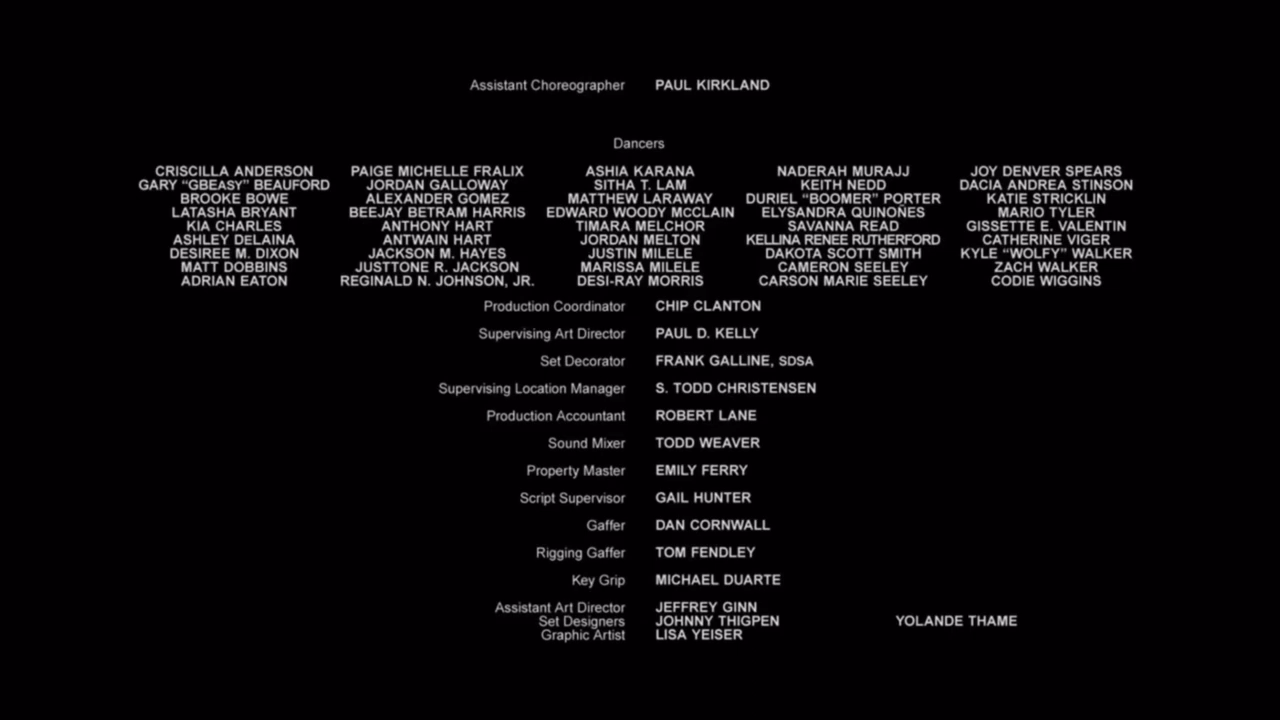 Assistant Choreographer PAUL KIRKLAND
Dancers
CRISCILLA ANDERSON PAIGE MICHELLE FRALIX ASHIA KARANA NADERAH MURAJJ JOY DENVER SPEARS
GARY “GBEASY” BEAUFORD JORDAN GALLOWAY SITHA T. LAM KEITH NEDD DACIA ANDREA STINSON
BROOKE BOWE ALEXANDER GOMEZ MATTHEW LARAWAY DURIEL “BOOMER” PORTER KATIE STRICKLIN
LATASHA BRYANT BEEJAY BETRAM HARRIS EDWARD WOODY MCCLAIN ELYSANDRA QUINOÑES MARIO TYLER
KIA CHARLES ANTHONY HART TIMARA MELCHOR SAVANNA READ GISSETTE E. VALENTIN
ASHLEY DELAINA ANTWAIN HART JORDAN MELTON KELLINA RENEE RUTHERFORD CATHERINE VIGER
DESIREE M. DIXON JACKSON M. HAYES JUSTIN MILELE DAKOTA SCOTT SMITH KYLE “WOLFY” WALKER
MATT DOBBINS JUSTTONE R. JACKSON MARISSA MILELE CAMERON SEELEY ZACH WALKER
ADRIAN EATON REGINALD N. JOHNSON, JR. DESI-RAY MORRIS CARSON MARIE SEELEY CODIE WIGGINS
Production Coordinator CHIP CLANTON
Supervising Art Director PAUL D. KELLY
Set Decorator FRANK GALLINE, SDSA
Supervising Location Manager S. TODD CHRISTENSEN
Production Accountant ROBERT LANE
Sound Mixer TODD WEAVER
Property Master EMILY FERRY
Script Supervisor GAIL HUNTER
Gaffer DAN CORNWALL
Rigging Gaffer TOM FENDLEY
Key Grip MICHAEL DUARTE
Assistant Art Director JEFFREY GINN
Set Designers JOHNNY THIGPEN YOLANDE THAME
Graphic Artist LISA YEISER